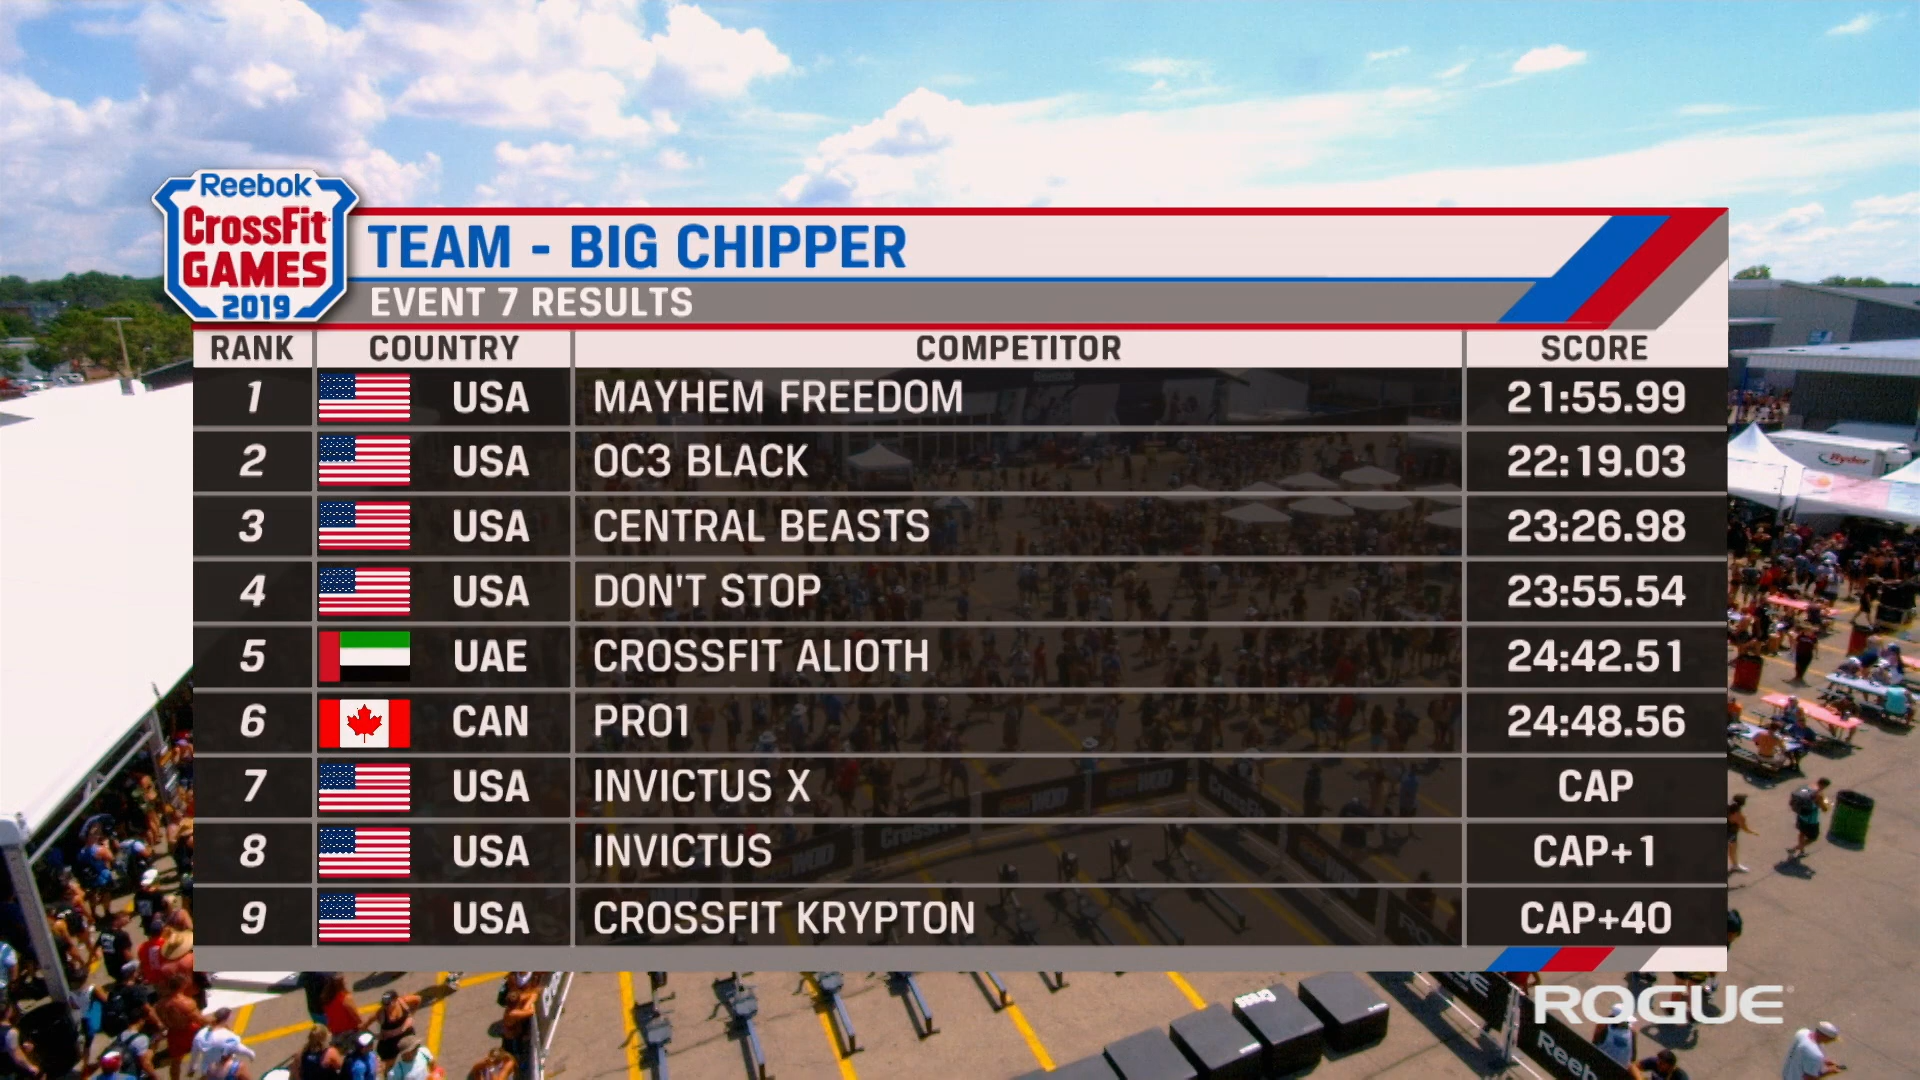 Reebok
CrossFit
GAMES
2019
TEAM - BIG CHIPPER
EVENT 7 RESULTS
RANK COUNTRY COMPETITOR SCORE
1 USA MAYHEM FREEDOM 21:55.99
2 USA OC3 BLACK 22:19.03
3 USA CENTRAL BEASTS 23:26.98
4 USA DON'T STOP 23:55.54
5 UAE CROSSFIT ALIOTH 24:42.51
6 CAN PRO1 24:48.56
7 USA INVICTUS X CAP
8 USA INVICTUS CAP+1
9 USA CROSSFIT KRYPTON CAP+40
Ryder
ROGUE